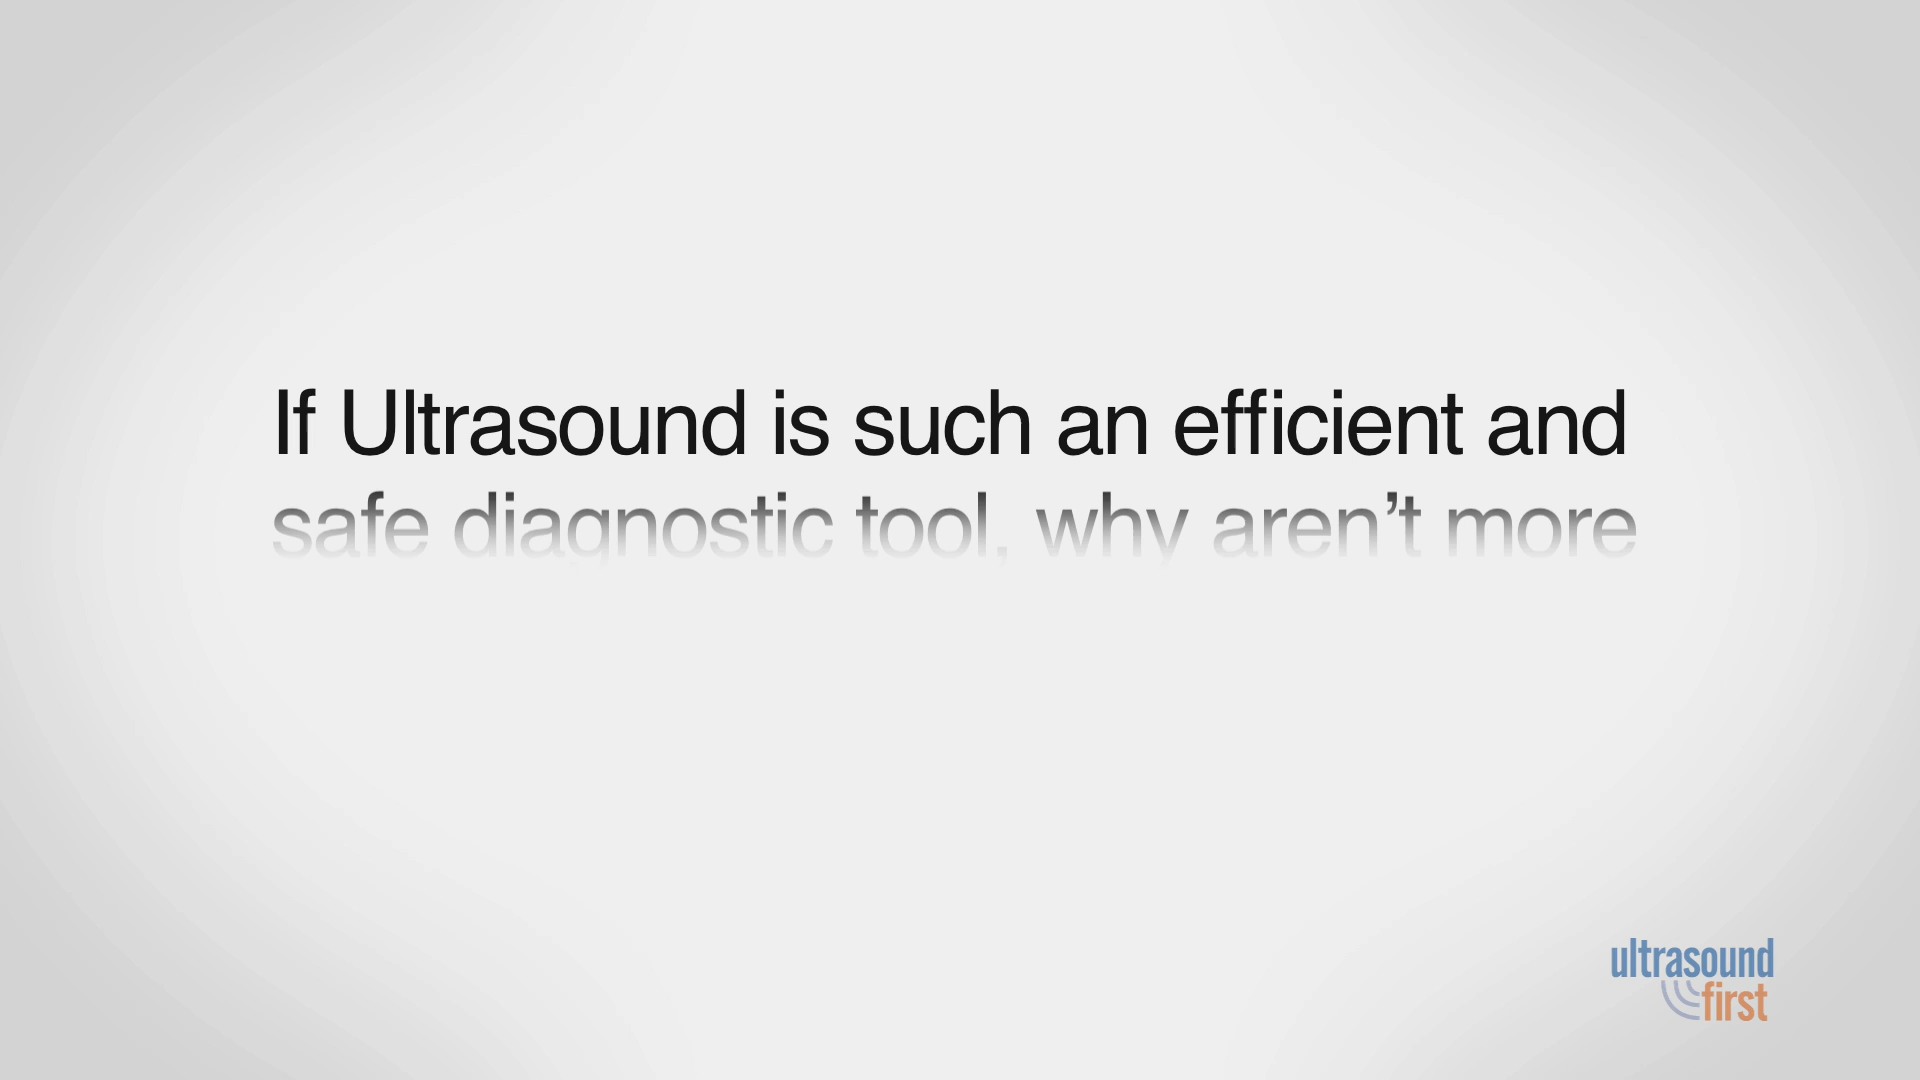 If Ultrasound is such an efficient and
safe diagnostic tool, why aren’t more
ultrasound
first